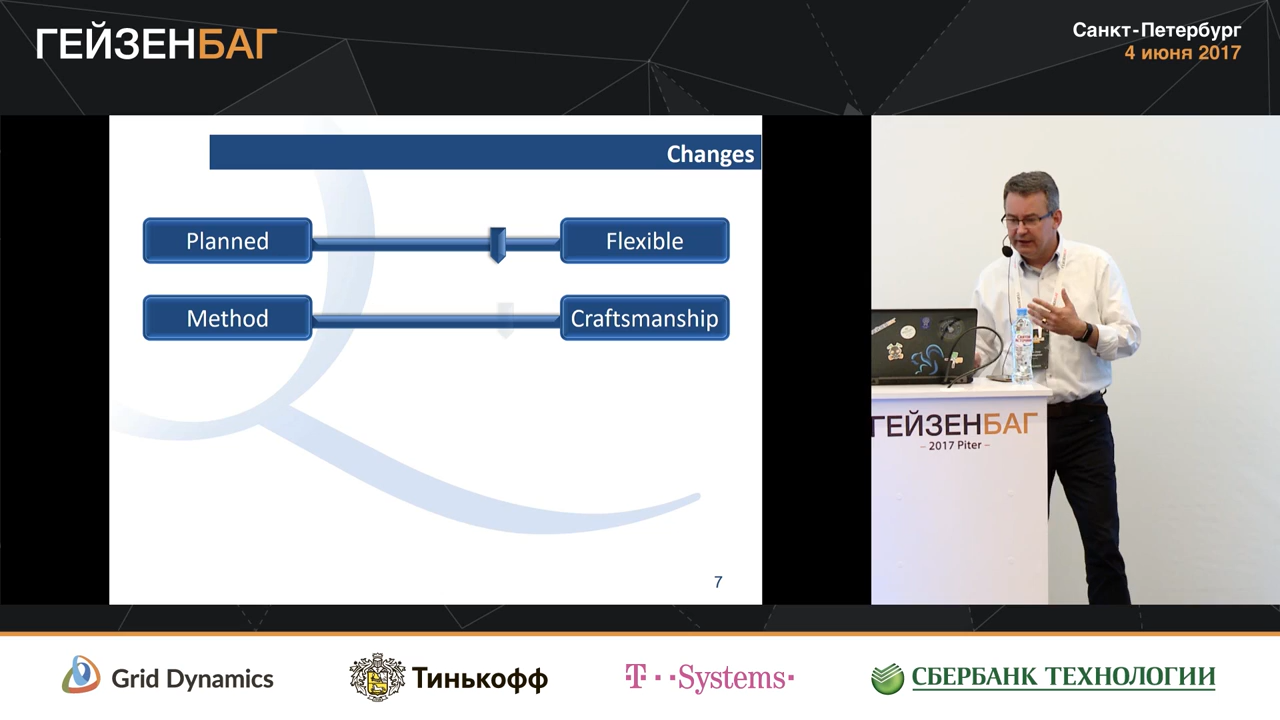 ГЕЙЗЕНБАГ
Санкт-Петербург
4 июня 2017
Changes
Planned
Flexible
Method
Craftsmanship
7
ГЕЙЗЕНБАГ
- 2017 Piter -
Grid Dynamics
Тинькофф
T··Systems·
СБЕРБАНК ТЕХНОЛОГИИ